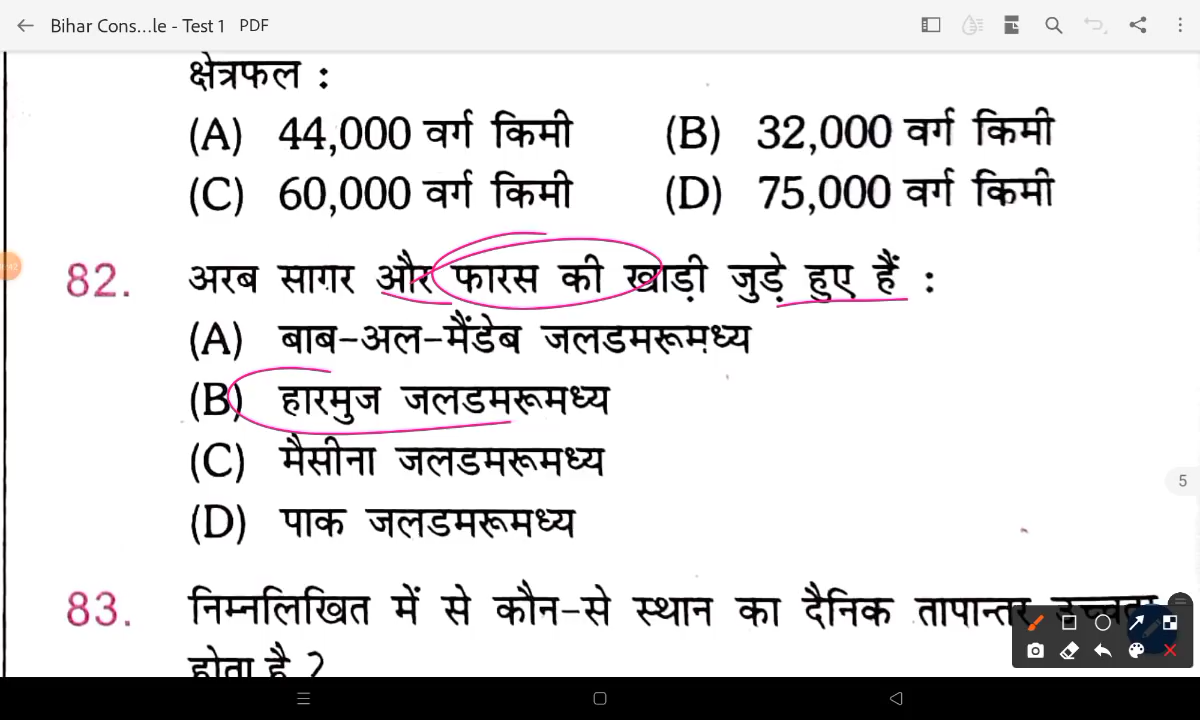 Bihar Cons...le - Test 1 PDF
क्षेत्रफल :
(A) 44,000 वर्ग किमी (B) 32,000 वर्ग किमी
(C) 60,000 वर्ग किमी (D) 75,000 वर्ग किमी
82. अरब सागर और फारस की खाड़ी जुड़े हुए हैं :
(A) बाब-अल-मैंडेब जलडमरूमध्य
(B) हारमुज जलडमरूमध्य
(C) मैसीना जलडमरूमध्य
5
(D) पाक जलडमरूमध्य
83. निम्नलिखित में से कौन-से स्थान का दैनिक तापान्तर उच्चतम
होता है ?